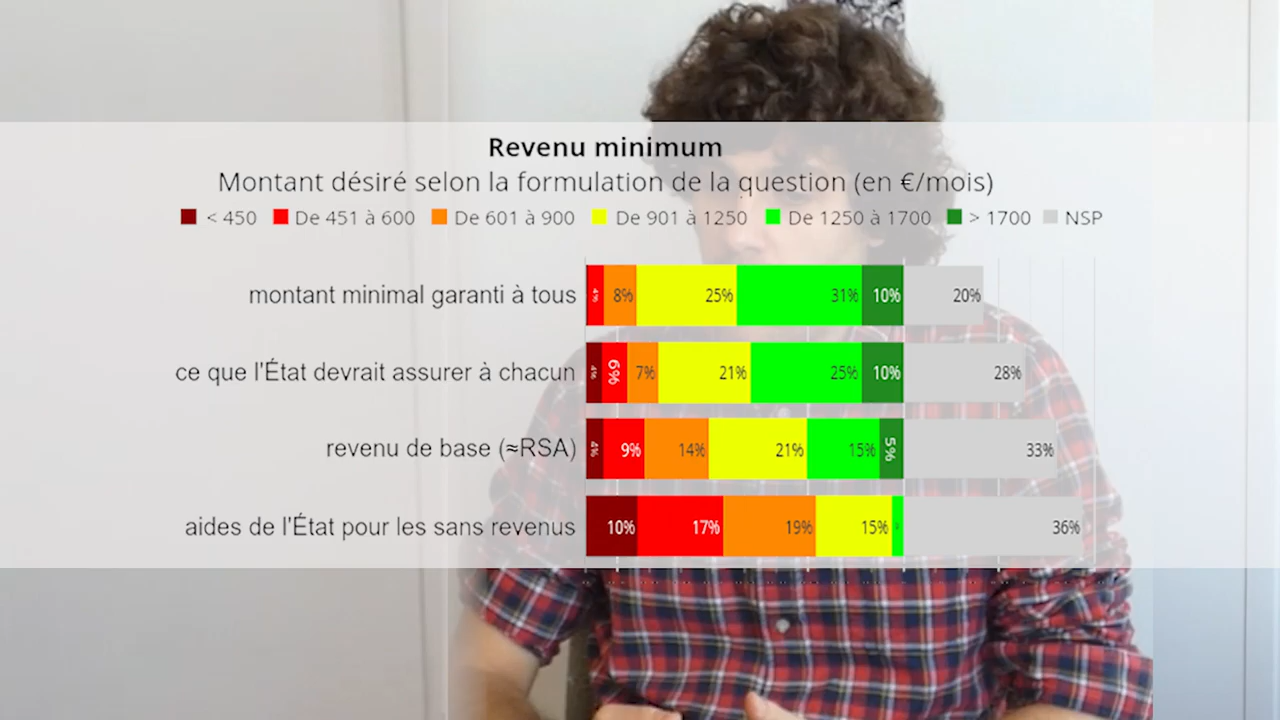 Revenu minimum
Montant désiré selon la formulation de la question (en €/mois)
< 450 De 451 à 600 De 601 à 900 De 901 à 1250 De 1250 à 1700 > 1700 NSP
montant minimal garanti à tous 4% 8% 25% 31% 10% 20%
ce que l'État devrait assurer à chacun 4% 6% 7% 21% 25% 10% 28%
revenu de base (≈RSA) 4% 9% 14% 21% 15% 5% 33%
aides de l'État pour les sans revenus 10% 17% 19% 15% 36%